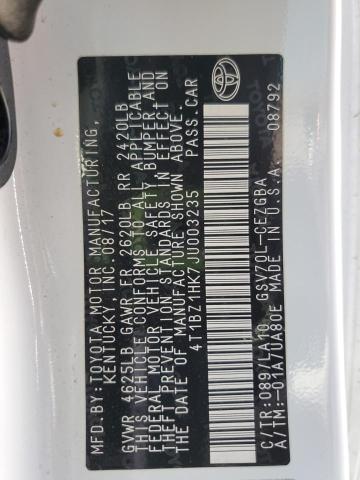 MFD. BY: TOYOTA MOTOR MANUFACTURING,
KENTUCKY, INC. 08/17
GVWR 4625LB GAWR FR 2620LB RR 2420LB
THIS VEHICLE CONFORMS TO ALL APPLICABLE
FEDERAL MOTOR VEHICLE SAFETY BUMPER AND
THEFT PREVENTION STANDARDS IN EFFECT ON
THE DATE OF MANUFACTURE SHOWN ABOVE.
4T1BZ1HK7JU003235 PASS.CAR
C/TR:089/LA10 GSV70L-CEZGBA
A/TM:-01A/UA80E MADE IN U.S.A. 08792